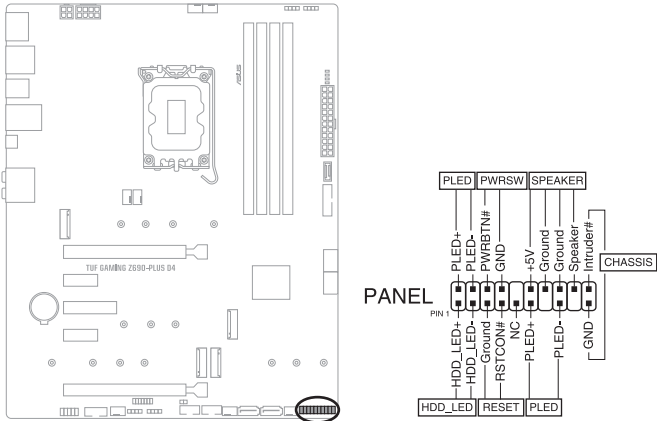 /ISUS
TUF GAMING Z690-PLUS D4
PLED PWRSW SPEAKER
PLED+
PLED-
PWRBTN#
GND
+5V
Ground
Ground
Speaker
Intruder#
CHASSIS
PANEL
PIN 1
HDD_LED+
HDD_LED-
Ground
RSTCON#
NC
PLED+
PLED-
GND
HDD_LED RESET PLED